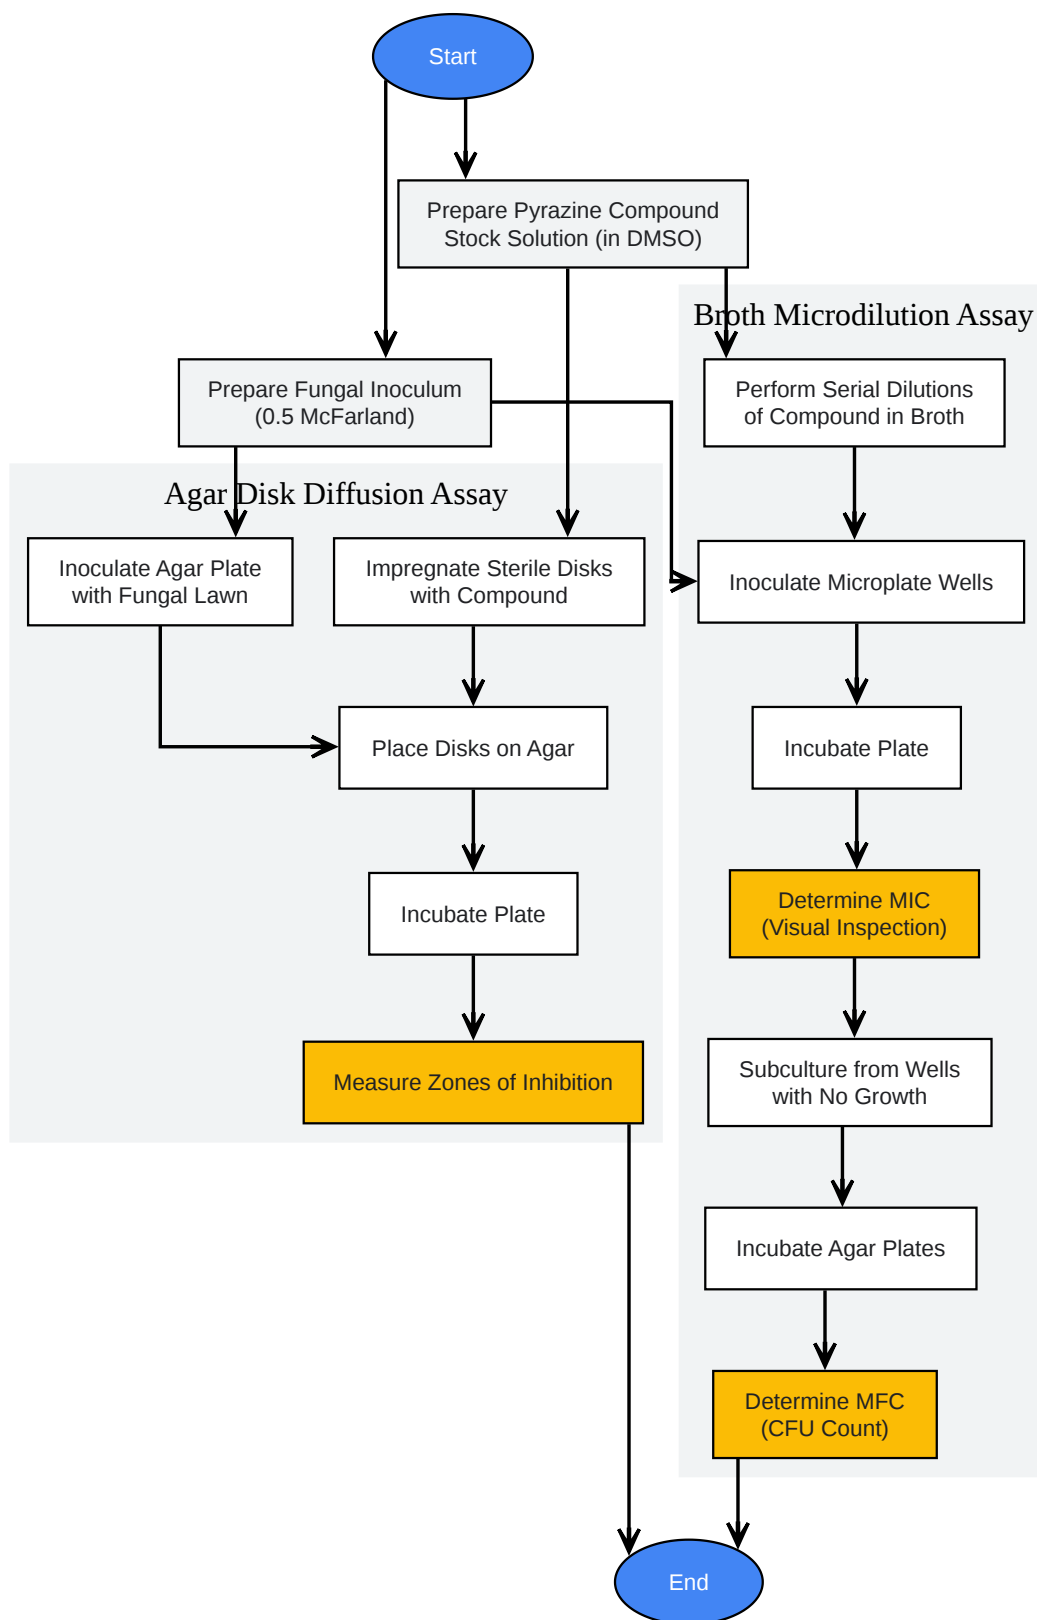 Start
Prepare Pyrazine Compound
Stock Solution (in DMSO)
Broth Microdilution Assay
Prepare Fungal Inoculum
(0.5 McFarland)
Perform Serial Dilutions
of Compound in Broth
Agar Disk Diffusion Assay
Inoculate Agar Plate
with Fungal Lawn
Impregnate Sterile Disks
with Compound
Inoculate Microplate Wells
Place Disks on Agar
Incubate Plate
Incubate Plate
Determine MIC
(Visual Inspection)
Measure Zones of Inhibition
Subculture from Wells
with No Growth
Incubate Agar Plates
Determine MFC
(CFU Count)
End